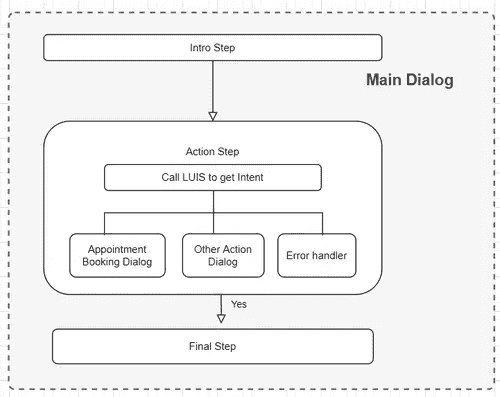 Intro Step
Main Dialog
Action Step
Call LUIS to get Intent
Appointment
Booking Dialog
Other Action
Dialog
Error handler
Yes
Final Step